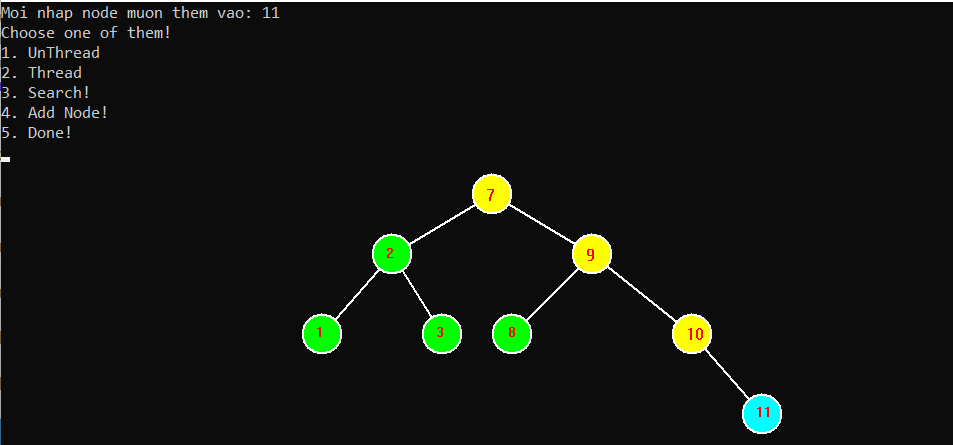 Moi nhap node muon them vao: 11
Choose one of them!
1. UnThread
2. Thread
3. Search!
4. Add Node!
5. Done!
7
2
9
1
3
8
10
11